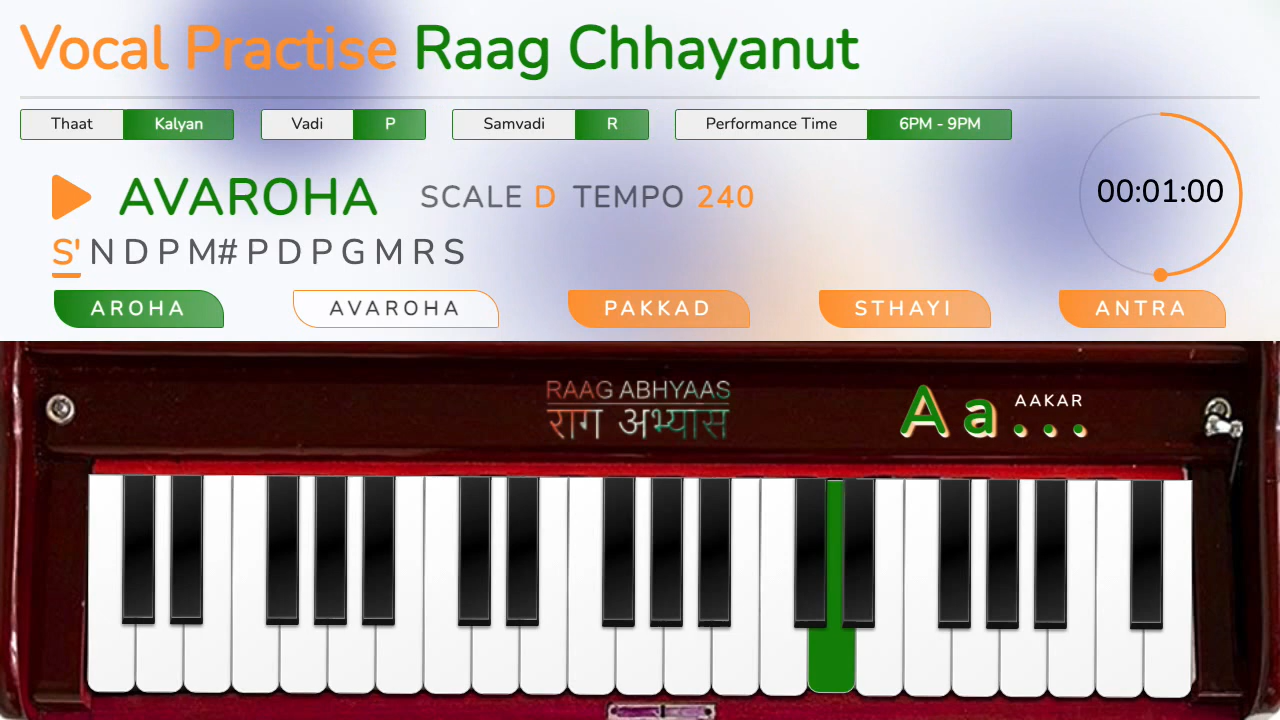 Vocal Practise Raag Chhayanut
Thaat Kalyan Vadi P Samvadi R Performance Time 6PM - 9PM
00:01:00
AVAROHA SCALE D TEMPO 240
S' N D P M# P D P G M R S
AROHA AVAROHA PAKKAD STHAYI ANTRA
RAAG ABHYAAS
राग अभ्यास
A a . . . AAKAR